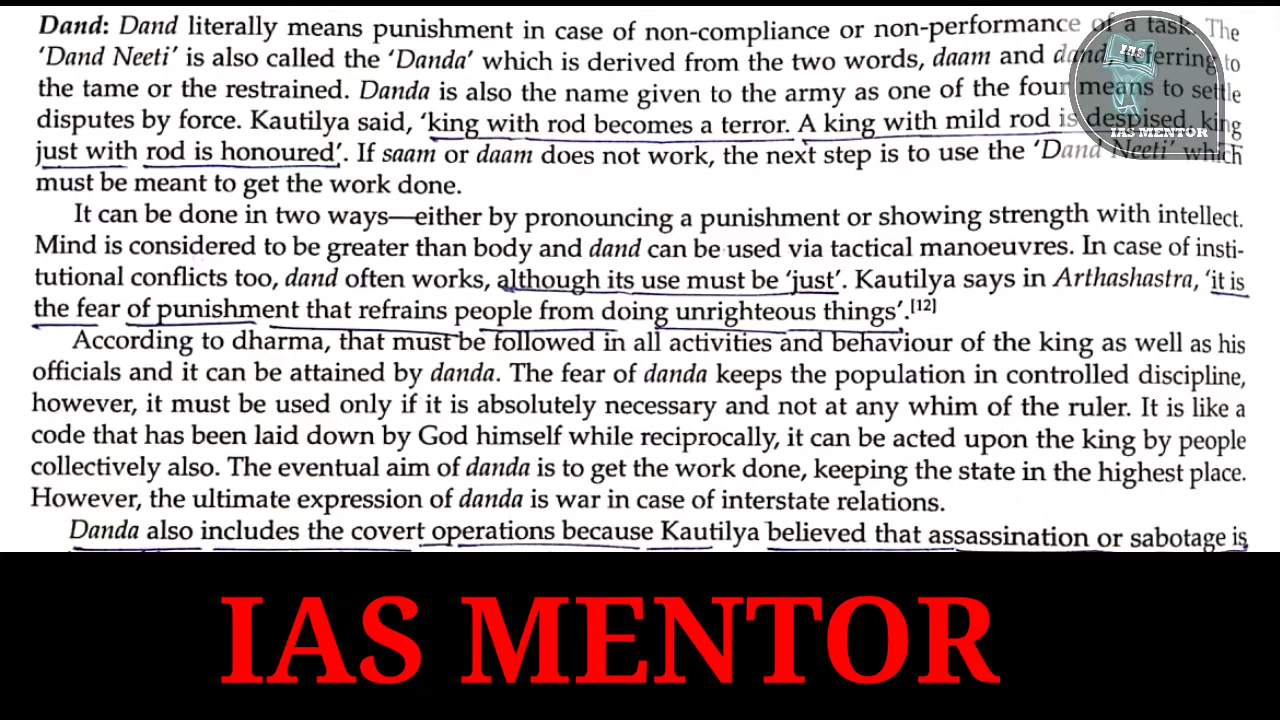 Dand: Dand literally means punishment in case of non-compliance or non-performance of a task. The
'Dand Neeti' is also called the 'Danda' which is derived from the two words, daam and dand referring to
the tame or the restrained. Danda is also the name given to the army as one of the four means to settle
disputes by force. Kautilya said, 'king with rod becomes a terror. A king with mild rod is despised, king
just with rod is honoured'. If saam or daam does not work, the next step is to use the 'Dand Neeti' which
must be meant to get the work done.
It can be done in two ways—either by pronouncing a punishment or showing strength with intellect.
Mind is considered to be greater than body and dand can be used via tactical manoeuvres. In case of insti-
tutional conflicts too, dand often works, although its use must be 'just'. Kautilya says in Arthashastra, 'it is
the fear of punishment that refrains people from doing unrighteous things'.[12]
According to dharma, that must be followed in all activities and behaviour of the king as well as his
officials and it can be attained by danda. The fear of danda keeps the population in controlled discipline,
however, it must be used only if it is absolutely necessary and not at any whim of the ruler. It is like a
code that has been laid down by God himself while reciprocally, it can be acted upon the king by people
collectively also. The eventual aim of danda is to get the work done, keeping the state in the highest place.
However, the ultimate expression of danda is war in case of interstate relations.
Danda also includes the covert operations because Kautilya believed that assassination or sabotage is
IAS
IAS MENTOR
IAS MENTOR